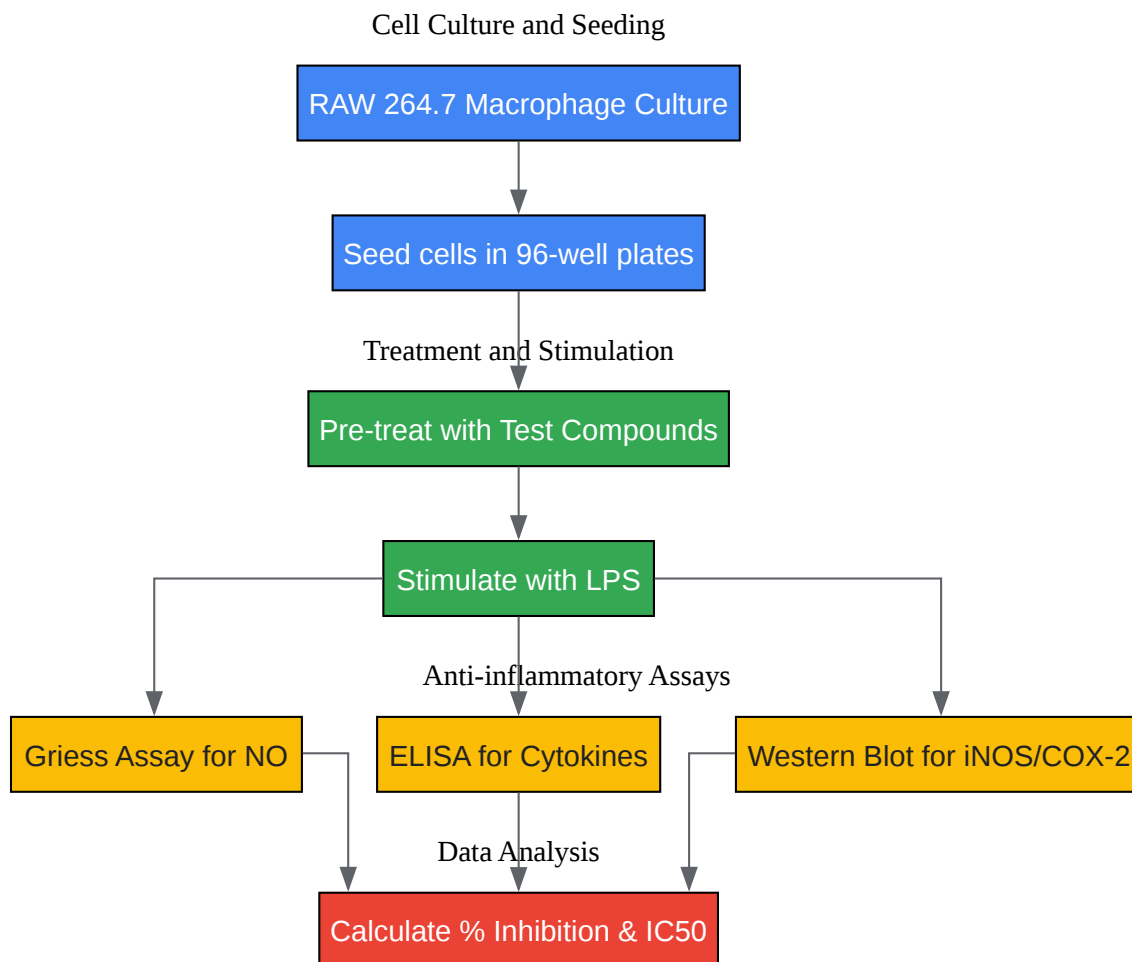 Cell Culture and Seeding
RAW 264.7 Macrophage Culture
Seed cells in 96-well plates
Treatment and Stimulation
Pre-treat with Test Compounds
Stimulate with LPS
Anti-inflammatory Assays
Griess Assay for NO
ELISA for Cytokines
Western Blot for iNOS/COX-2
Data Analysis
Calculate % Inhibition & IC50